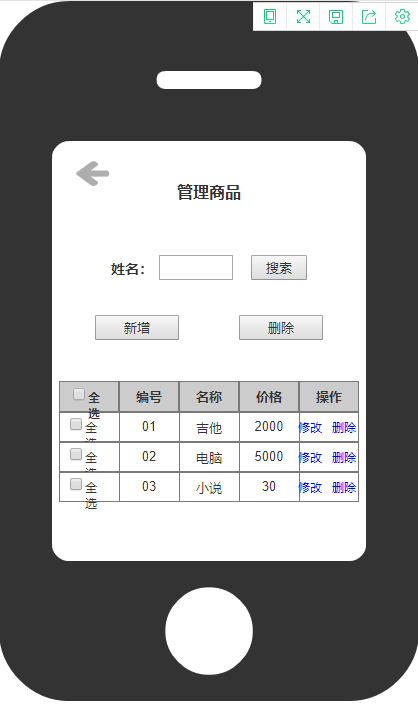 管理商品
姓名： 搜索
新增 删除
全选 编号 名称 价格 操作
全选 01 吉他 2000 修改 删除
全选 02 电脑 5000 修改 删除
全选 03 小说 30 修改 删除